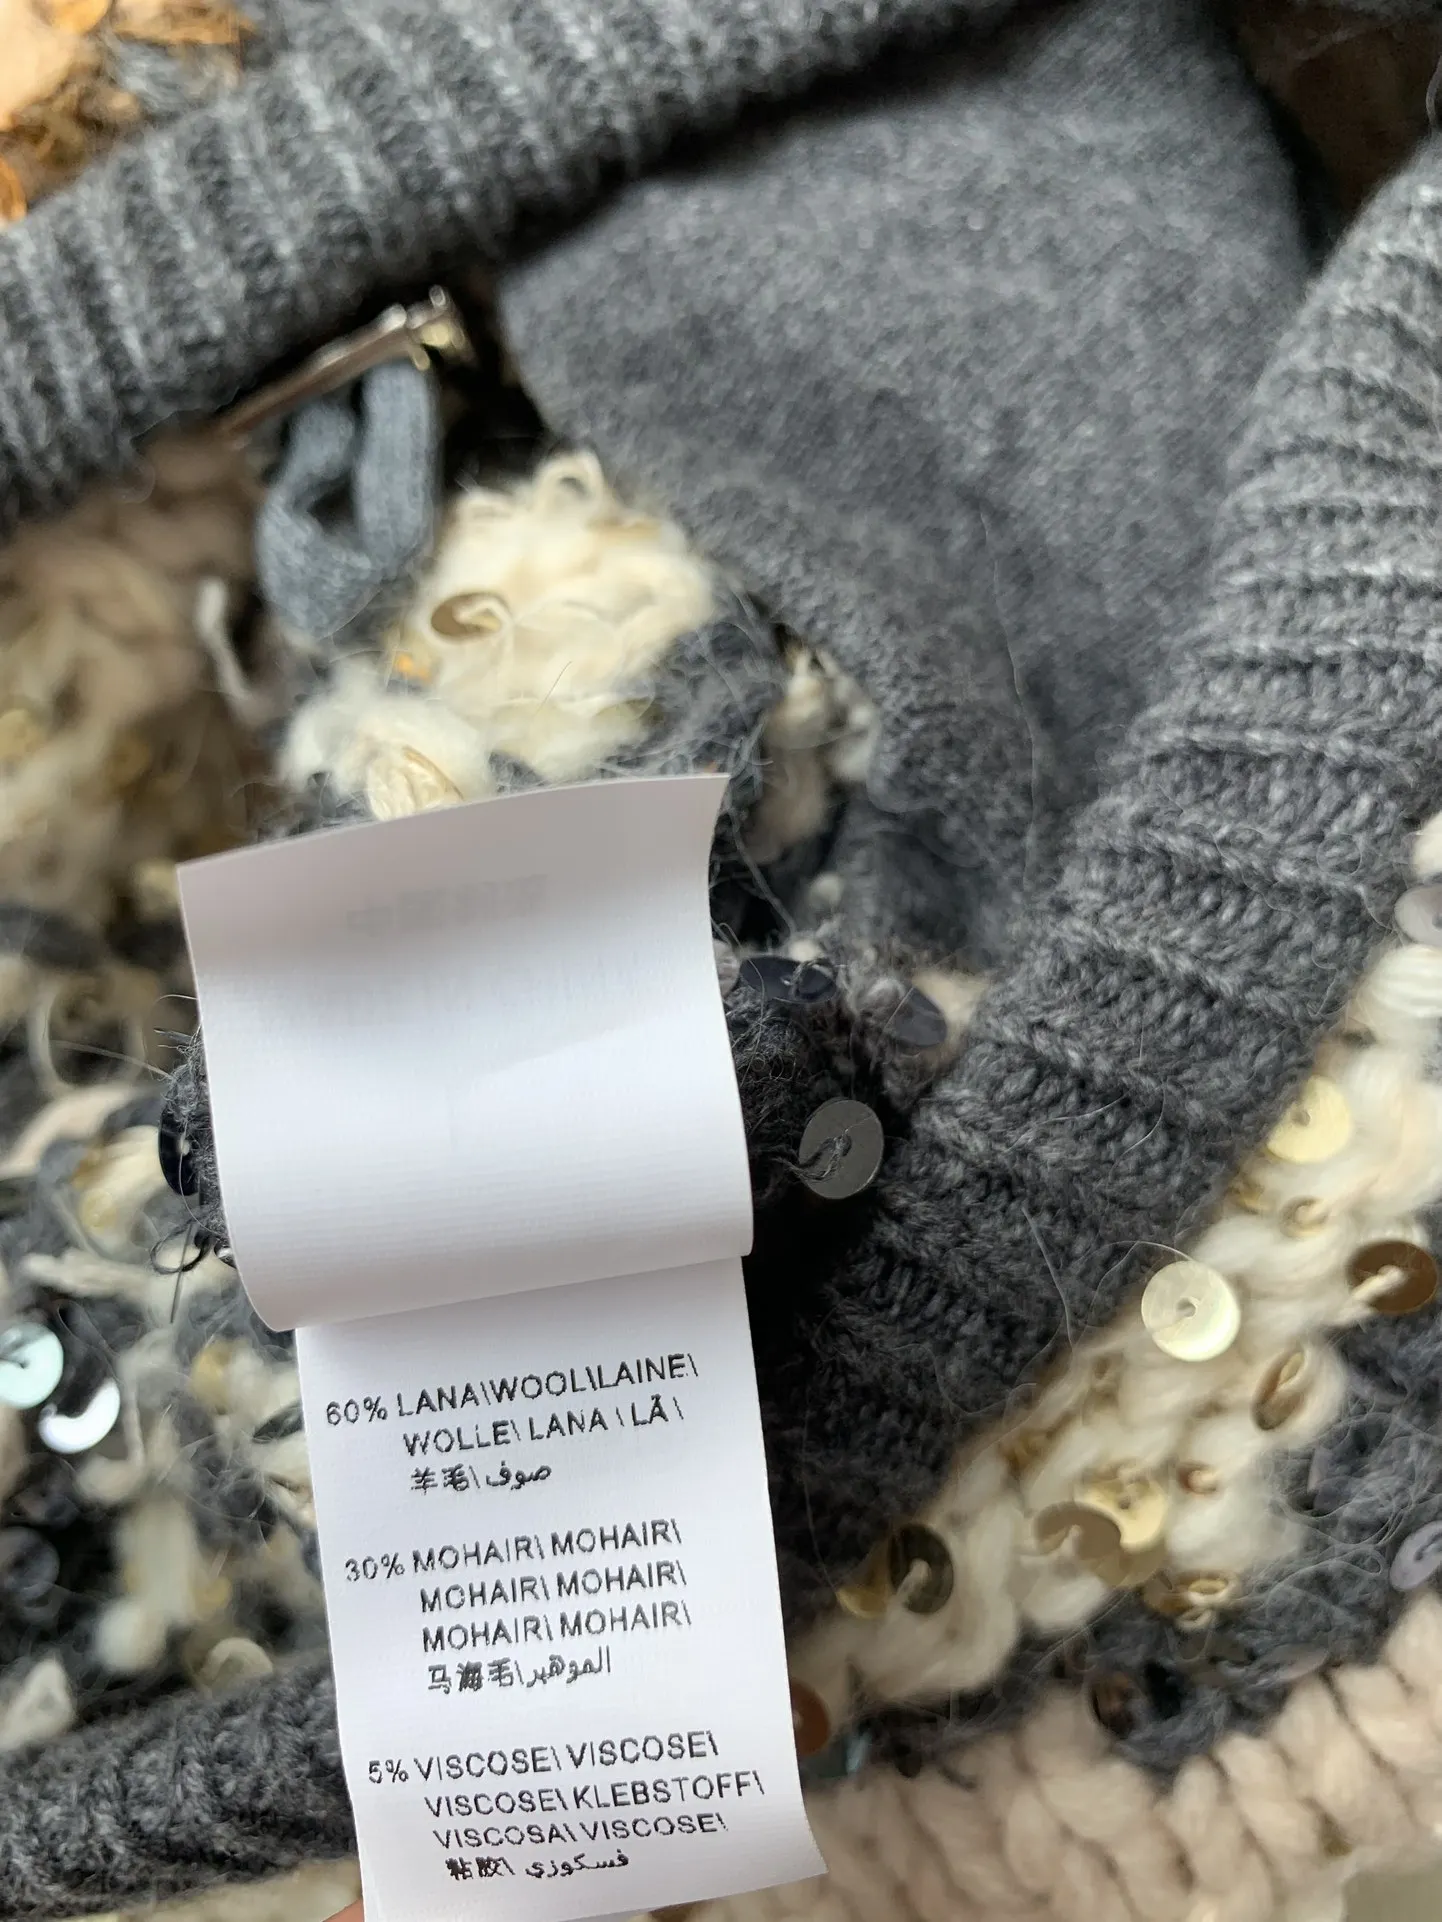 60% LANA\WOOL\LAINE\
WOLLE\ LANA \ LÃ \
羊毛\ صوف
30% MOHAIR\ MOHAIR\
MOHAIR\ MOHAIR\
MOHAIR\ MOHAIR\
马海毛\ الموهير
5% VISCOSE\ VISCOSE\
VISCOSE\ KLEBSTOFF\
VISCOSA\ VISCOSE\
粘胶\ فسكوزي